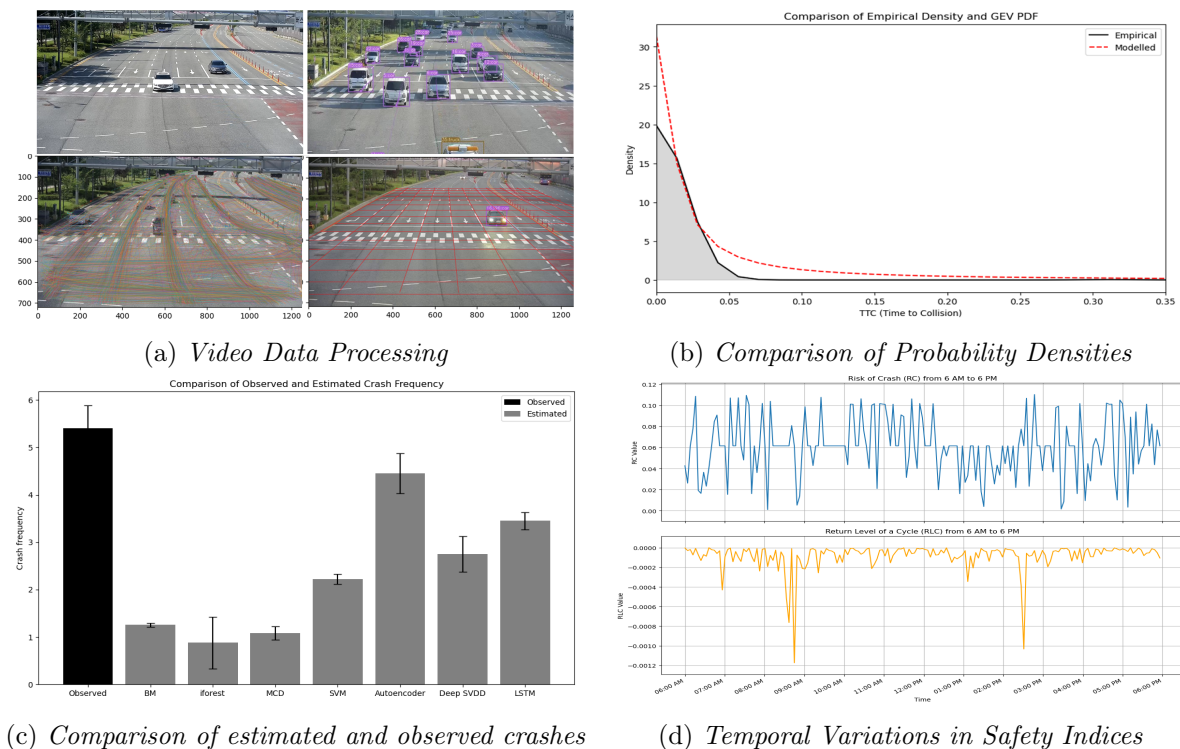 0
100
200
300
400
500
600
700
0 200 400 600 800 1000 1200
0 200 400 600 800 1000 1200
(a) Video Data Processing
Comparison of Empirical Density and GEV PDF
Empirical
Modelled
Density
30
25
20
15
10
5
0
0.00 0.05 0.10 0.15 0.20 0.25 0.30 0.35
TTC (Time to Collision)
(b) Comparison of Probability Densities
Comparison of Observed and Estimated Crash Frequency
Observed
Estimated
Crash frequency
6
5
4
3
2
1
0
Observed BM iforest MCD SVM Autoencoder Deep SVDD LSTM
(c) Comparison of estimated and observed crashes
Risk of Crash (RC) from 6 AM to 6 PM
RC Value
0.12
0.10
0.08
0.06
0.04
0.02
0.00
Return Level of a Cycle (RLC) from 6 AM to 6 PM
RLC Value
0.0000
−0.0002
−0.0004
−0.0006
−0.0008
−0.0010
−0.0012
06:00 AM 07:00 AM 08:00 AM 09:00 AM 10:00 AM 11:00 AM 12:00 PM 01:00 PM 02:00 PM 03:00 PM 04:00 PM 05:00 PM 06:00 PM
Time
(d) Temporal Variations in Safety Indices